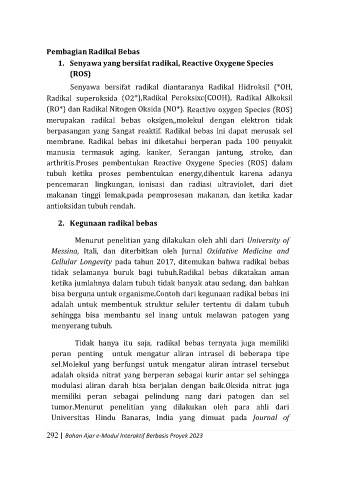 Pembagian Radikal Bebas
1. Senyawa yang bersifat radikal, Reactive Oxygene Species
(ROS)
Senyawa bersifat radikal diantaranya Radikal Hidroksil (*OH,
Radikal superoksida (O2*),Radikal Peroksixc(COOH), Radikal Alkoksil
(RO*) dan Radikal Nitogen Oksida (NO*). Reactive oxygen Species (ROS)
merupakan radikal bebas oksigen,,molekul dengan elektron tidak
berpasangan yang Sangat reaktif. Radikal bebas ini dapat merusak sel
membrane. Radikal bebas ini diketahui berperan pada 100 penyakit
manusia termasuk aging, kanker, Serangan jantung, stroke, dan
arthritis.Proses pembentukan Reactive Oxygene Species (ROS) dalam
tubuh ketika proses pembentukan energy,dibentuk karena adanya
pencemaran lingkungan, ionisasi dan radiasi ultraviolet, dari diet
makanan tinggi lemak,pada pemprosesan makanan, dan ketika kadar
antioksidan tubuh rendah.
2. Kegunaan radikal bebas
Menurut penelitian yang dilakukan oleh ahli dari University of
Messina, Itali, dan diterbitkan oleh Jurnal Oxidative Medicine and
Cellular Longevity pada tahun 2017, ditemukan bahwa radikal bebas
tidak selamanya buruk bagi tubuh.Radikal bebas dikatakan aman
ketika jumlahnya dalam tubuh tidak banyak atau sedang, dan bahkan
bisa berguna untuk organisme.Contoh dari kegunaan radikal bebas ini
adalah untuk membentuk struktur seluler tertentu di dalam tubuh
sehingga bisa membantu sel inang untuk melawan patogen yang
menyerang tubuh.
Tidak hanya itu saja, radikal bebas ternyata juga memiliki
peran penting untuk mengatur aliran intrasel di beberapa tipe
sel.Molekul yang berfungsi untuk mengatur aliran intrasel tersebut
adalah oksida nitrat yang berperan sebagai kurir antar sel sehingga
modulasi aliran darah bisa berjalan dengan baik.Oksida nitrat juga
memiliki peran sebagai pelindung nang dari patogen dan sel
tumor.Menurut penelitian yang dilakukan oleh para ahli dari
Universitas Hindu Banaras, India yang dimuat pada Journal of
292 | Bahan Ajar e-Modul Interaktif Berbasis Proyek 2023